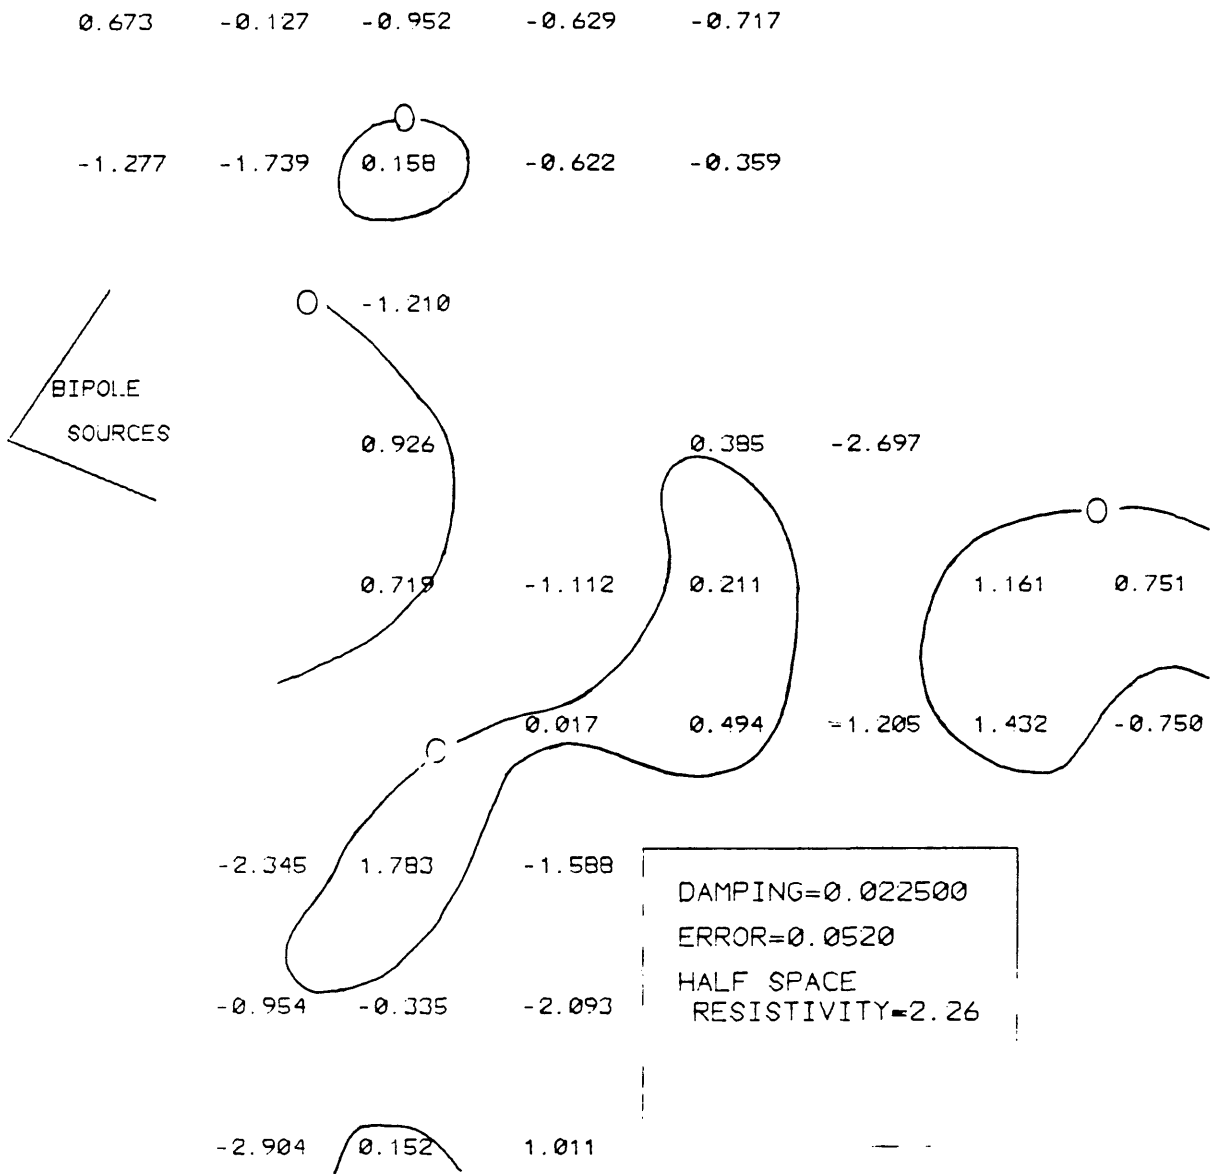 0.673 -0.127 -0.952 -0.629 -0.717
O
-1.277 -1.739 0.158 -0.622 -0.359
O -1.210
BIPOLE
SOURCES
0.926 0.385 -2.697
O
0.719 -1.112 0.211 1.161 0.751
0.017 0.494 -1.205 1.432 -0.750
O
-2.345 1.783 -1.588
DAMPING=0.022500
ERROR=0.0520
HALF SPACE
RESISTIVITY=2.26
-0.954 -0.335 -2.093
-2.904 0.152 1.011